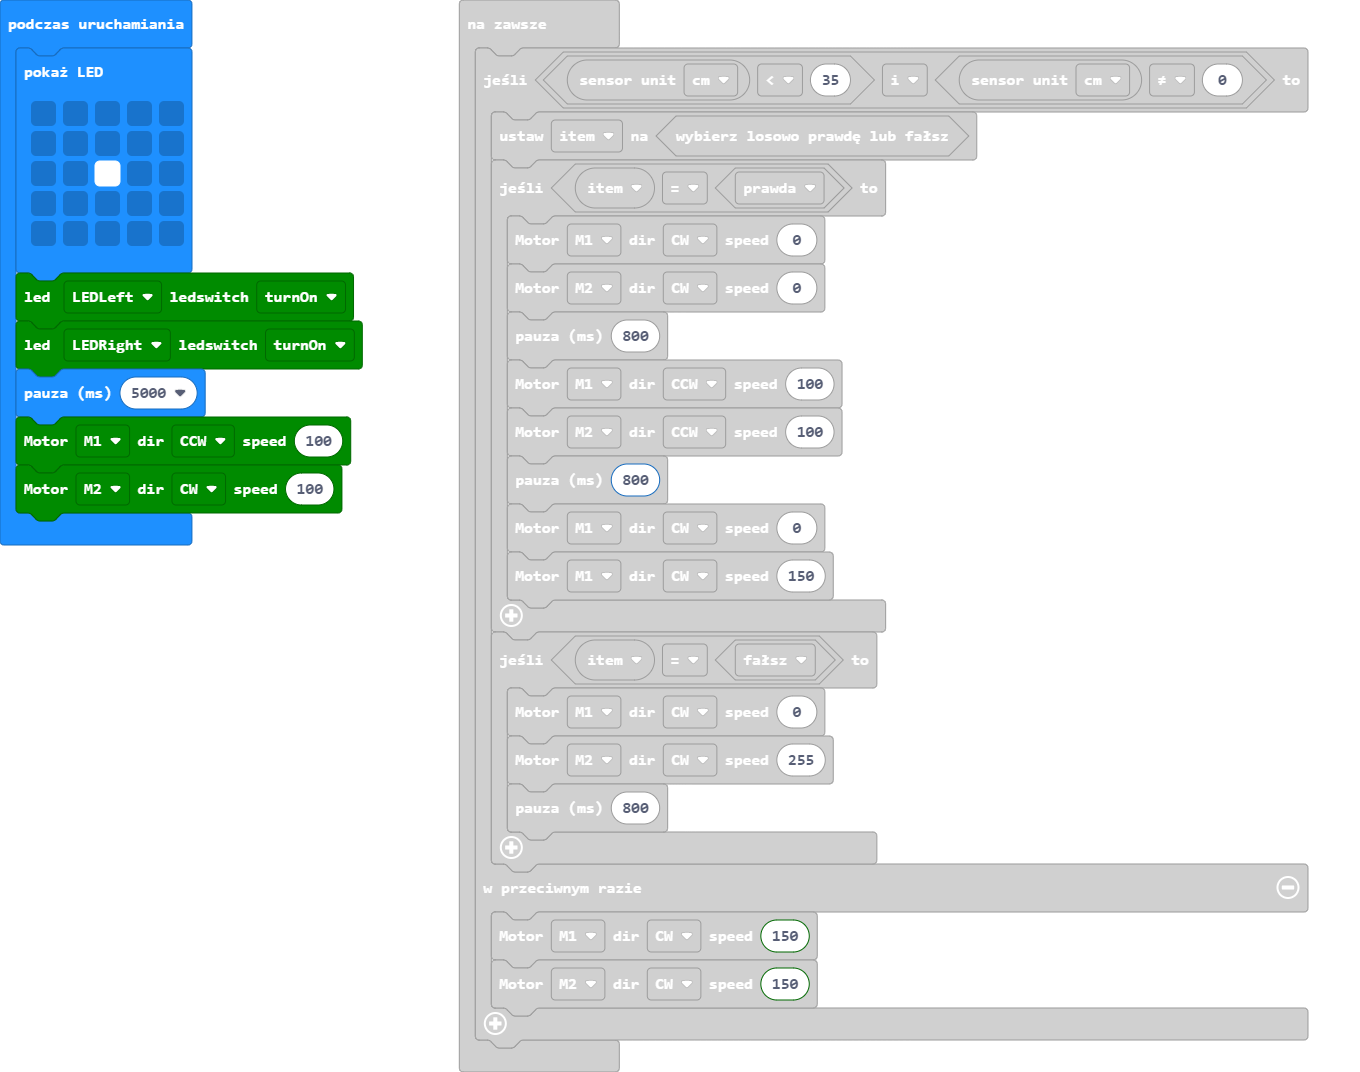 podczas uruchamiania
pokaż LED
led LEDLeft ledswitch turnOn
led LEDRight ledswitch turnOn
pauza (ms) 5000
Motor M1 dir CCW speed 100
Motor M2 dir CW speed 100
na zawsze
jeśli sensor unit cm < 35 i sensor unit cm ≠ 0 to
ustaw item na wybierz losowo prawdę lub fałsz
jeśli item = prawda to
Motor M1 dir CW speed 0
Motor M2 dir CW speed 0
pauza (ms) 800
Motor M1 dir CCW speed 100
Motor M2 dir CCW speed 100
pauza (ms) 800
Motor M1 dir CW speed 0
Motor M1 dir CW speed 150
jeśli item = fałsz to
Motor M1 dir CW speed 0
Motor M2 dir CW speed 255
pauza (ms) 800
w przeciwnym razie
Motor M1 dir CW speed 150
Motor M2 dir CW speed 150